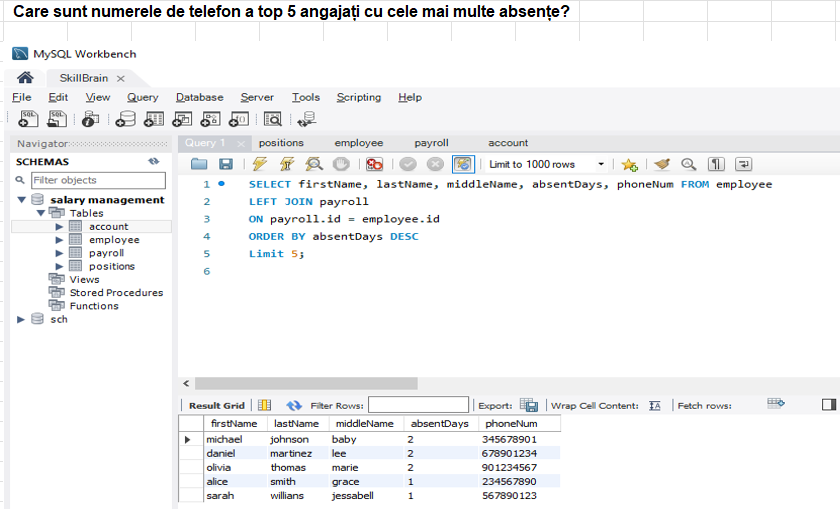 Care sunt numerele de telefon a top 5 angajați cu cele mai multe absențe?
MySQL Workbench
SkillBrain
File Edit View Query Database Server Tools Scripting Help
Navigator
Query 1 positions employee payroll account
SCHEMAS
Limit to 1000 rows
Filter objects
salary management
Tables
account
employee
payroll
positions
Views
Stored Procedures
Functions
sch
1 SELECT firstName, lastName, middleName, absentDays, phoneNum FROM employee
2 LEFT JOIN payroll
3 ON payroll.id = employee.id
4 ORDER BY absentDays DESC
5 Limit 5;
6
Result Grid Filter Rows: Export: Wrap Cell Content: Fetch rows:
firstName lastName middleName absentDays phoneNum
michael johnson baby 2 345678901
daniel martinez lee 2 678901234
olivia thomas marie 2 901234567
alice smith grace 1 234567890
sarah willians jessabell 1 567890123